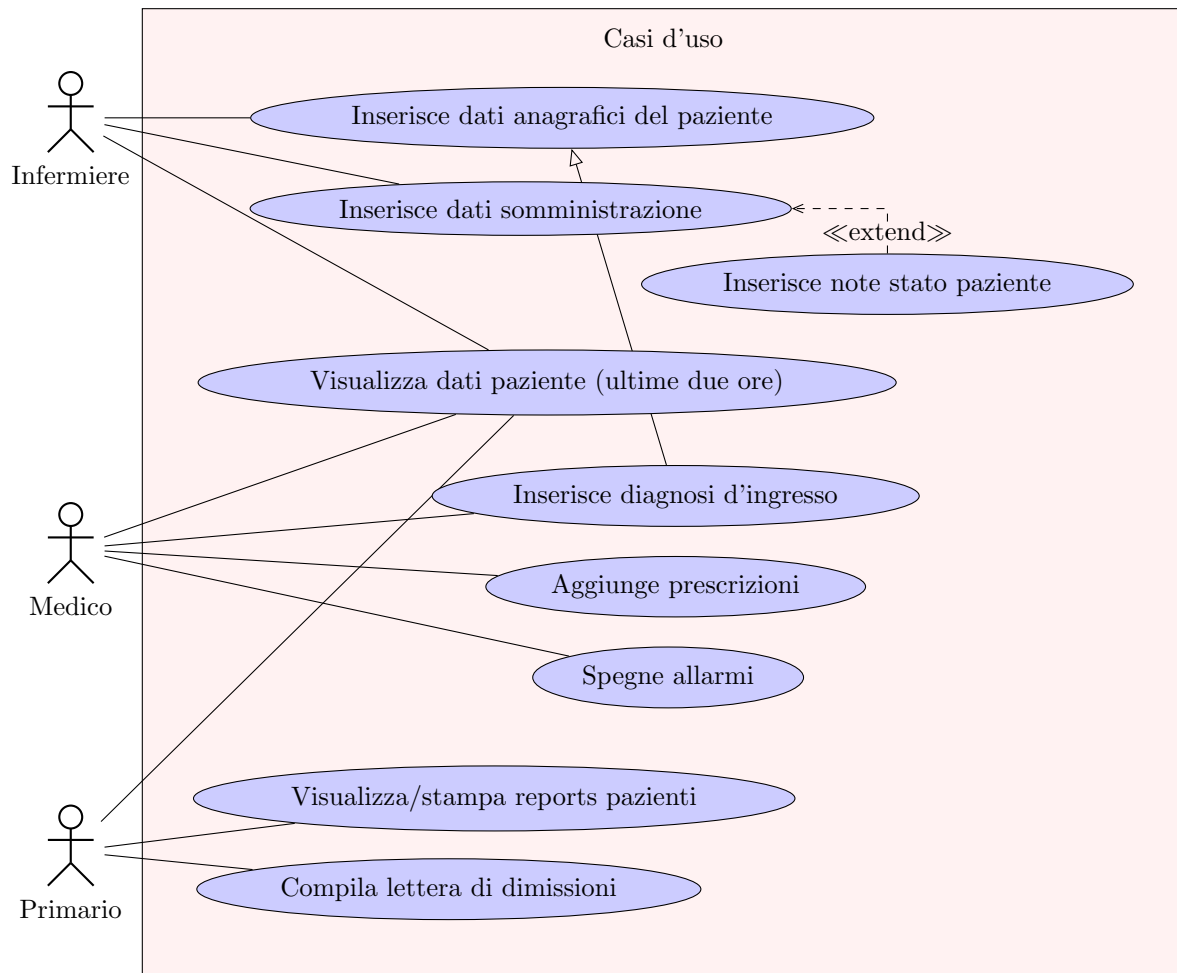 Casi d'uso
Inserisce dati anagrafici del paziente
Infermiere
Inserisce dati somministrazione
≪extend≫
Inserisce note stato paziente
Visualizza dati paziente (ultime due ore)
Inserisce diagnosi d'ingresso
Aggiunge prescrizioni
Medico
Spegne allarmi
Visualizza/stampa reports pazienti
Compila lettera di dimissioni
Primario